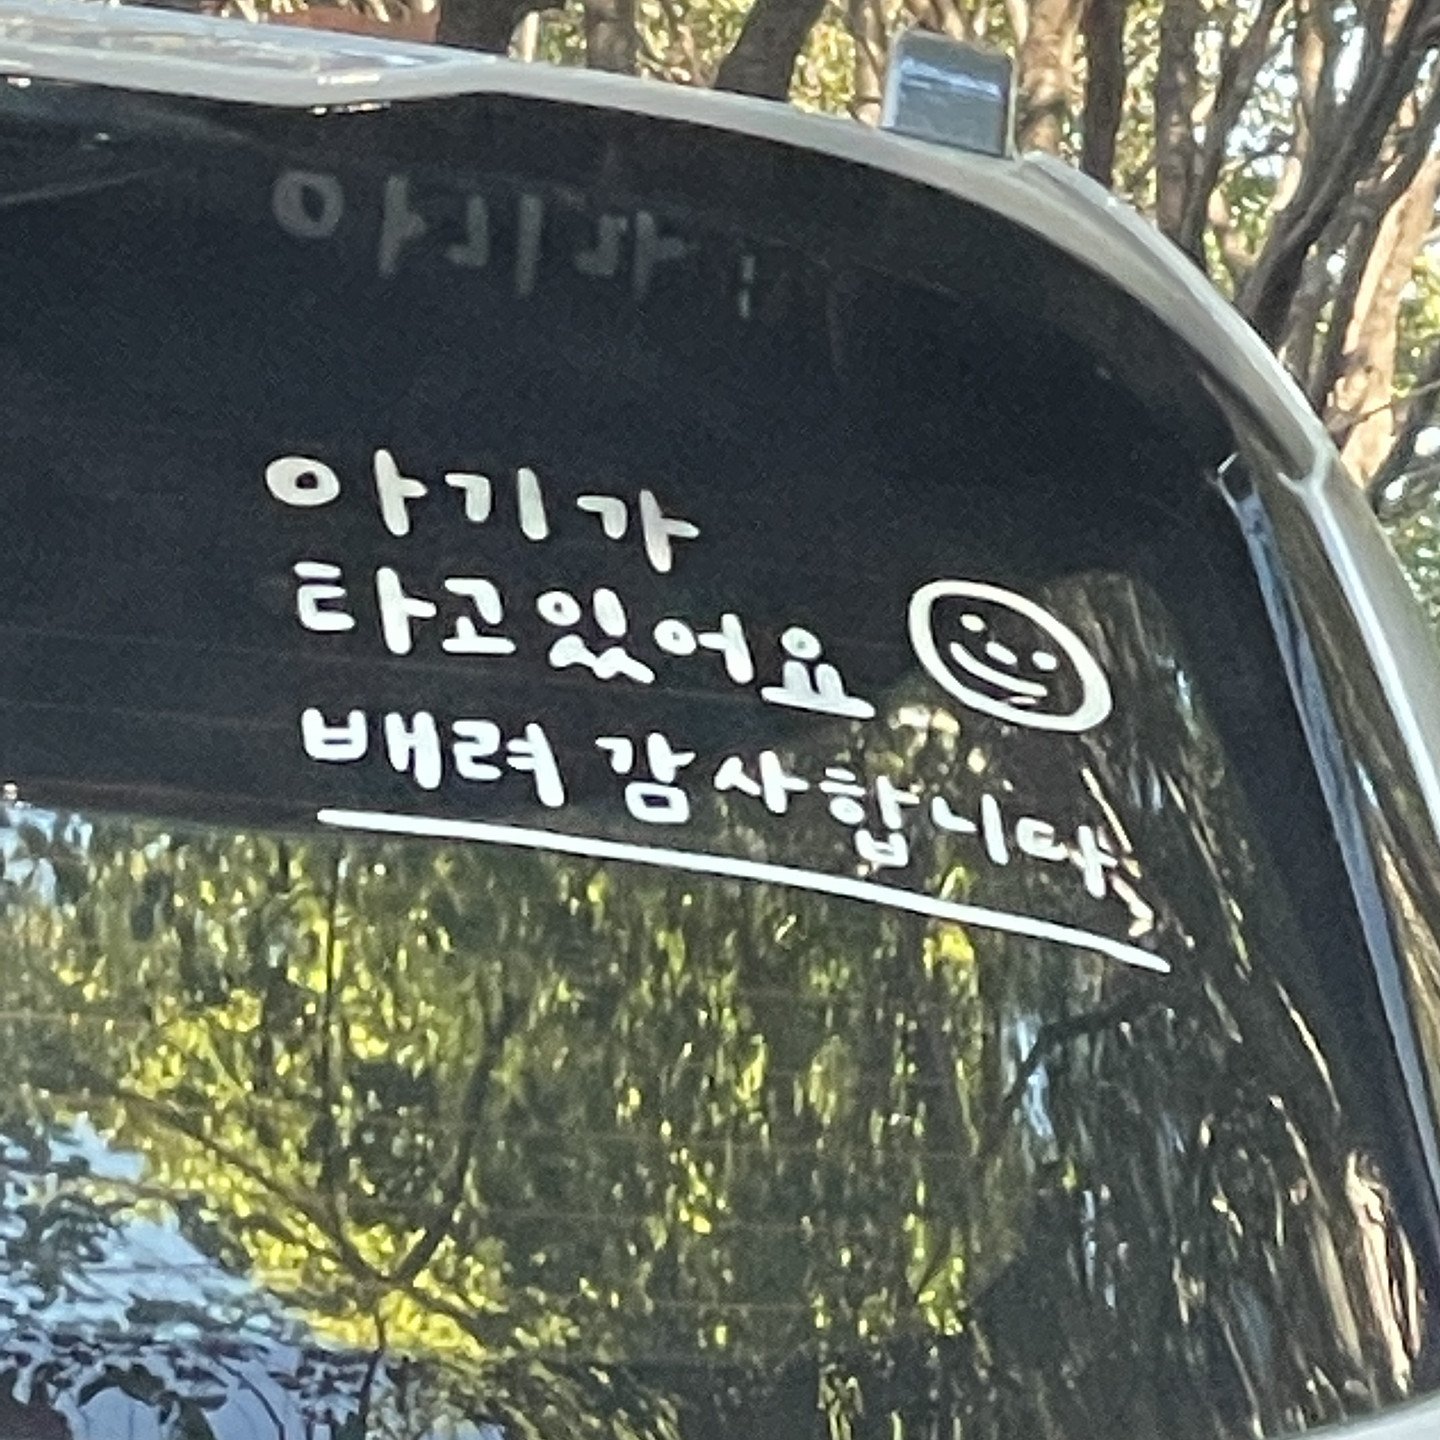 아기가
타고있어요
배려 감사합니다